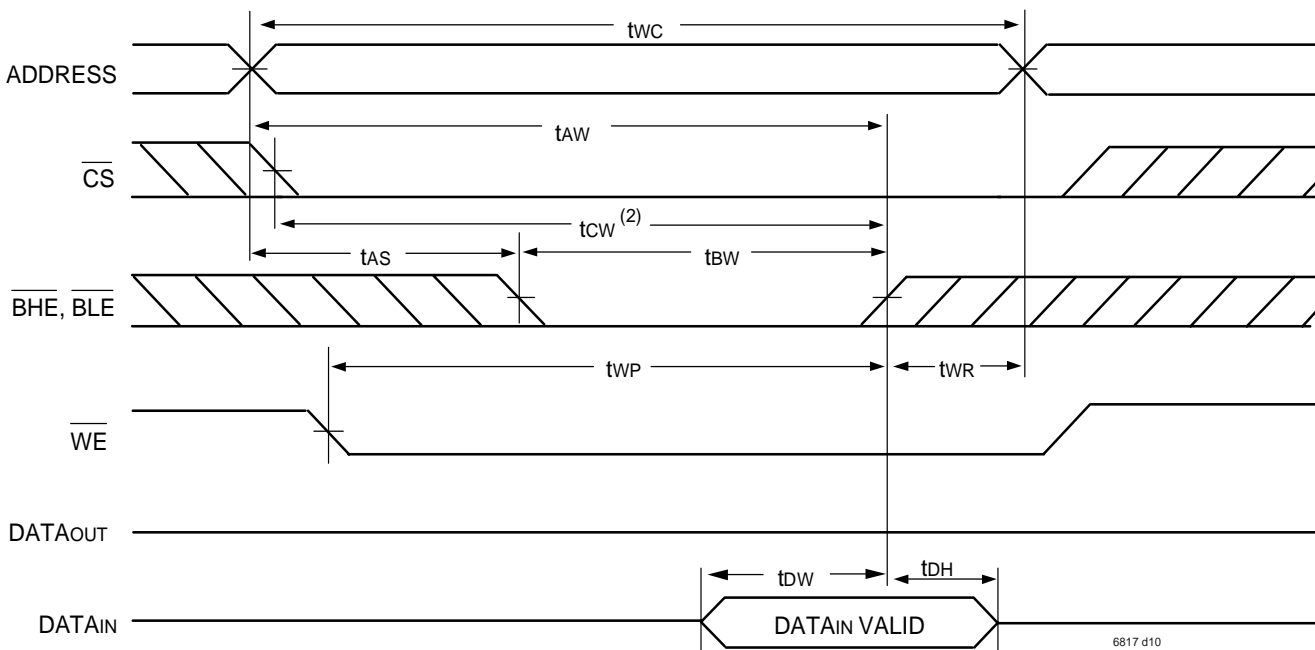 tWC
ADDRESS
tAW
CS
tCW (2)
tAS
tBW
BHE, BLE
tWP
tWR
WE
DATAOUT
tDW
tDH
DATAIN
DATAIN VALID
6817 d10